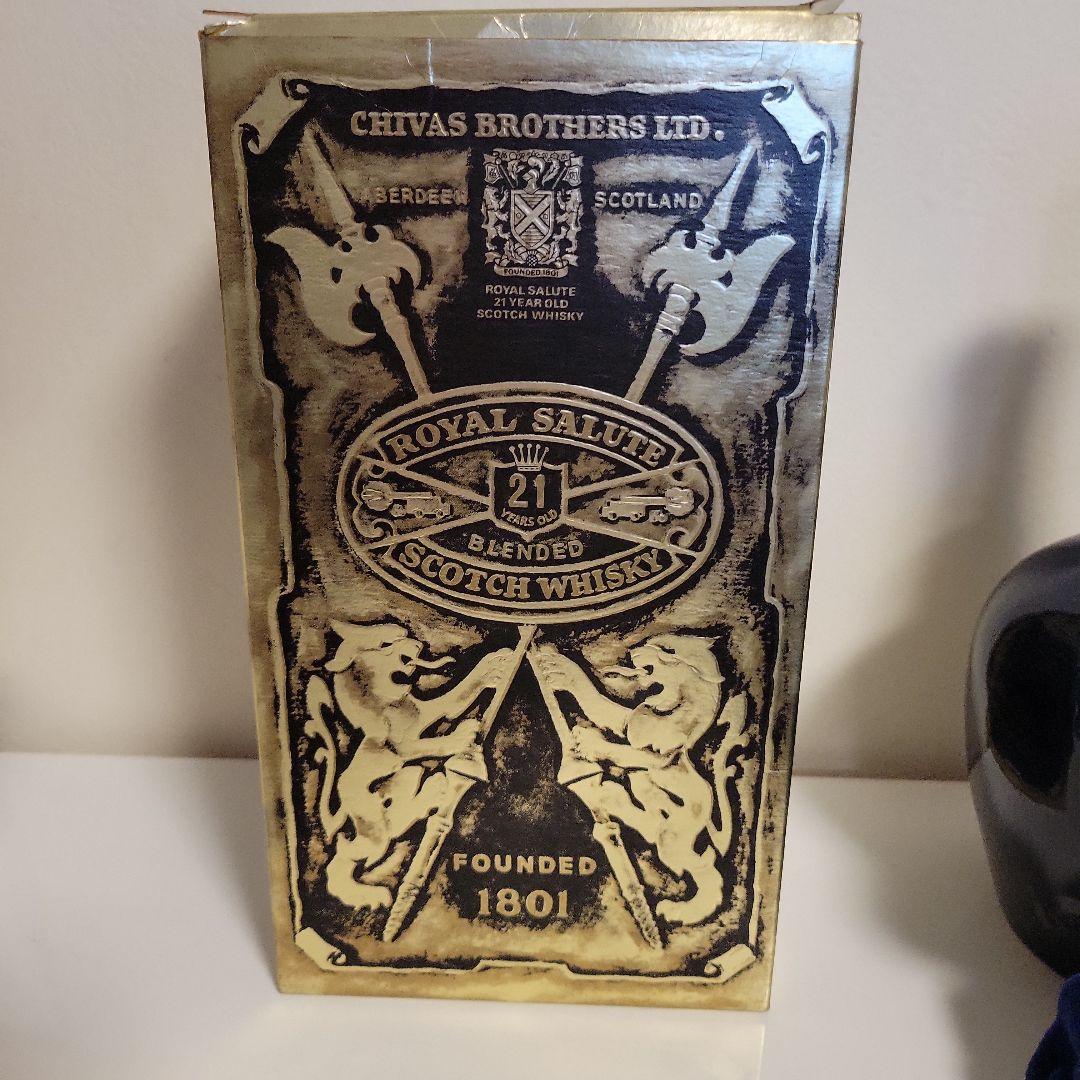 CHIVAS BROTHERS LTD.
ABERDEEN SCOTLAND
FOUNDED 1801
ROYAL SALUTE
21 YEAR OLD
SCOTCH WHISKY
ROYAL SALUTE
21
YEARS OLD
BLENDED
SCOTCH WHISKY
FOUNDED
1801